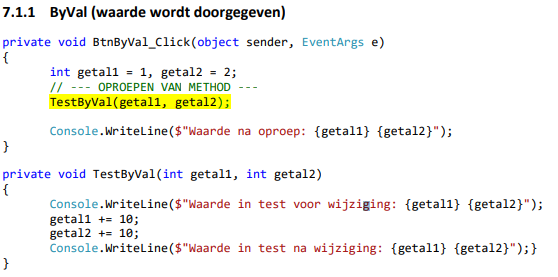 7.1.1 ByVal (waarde wordt doorgegeven)
private void BtnByVal_Click(object sender, EventArgs e)
{
int getal1 = 1, getal2 = 2;
// --- OPROEPEN VAN METHOD ---
TestByVal(getal1, getal2);
Console.WriteLine($"Waarde na oproep: {getal1} {getal2}");
}
private void TestByVal(int getal1, int getal2)
{
Console.WriteLine($"Waarde in test voor wijziging: {getal1} {getal2}");
getal1 += 10;
getal2 += 10;
Console.WriteLine($"Waarde in test na wijziging: {getal1} {getal2}");}
}